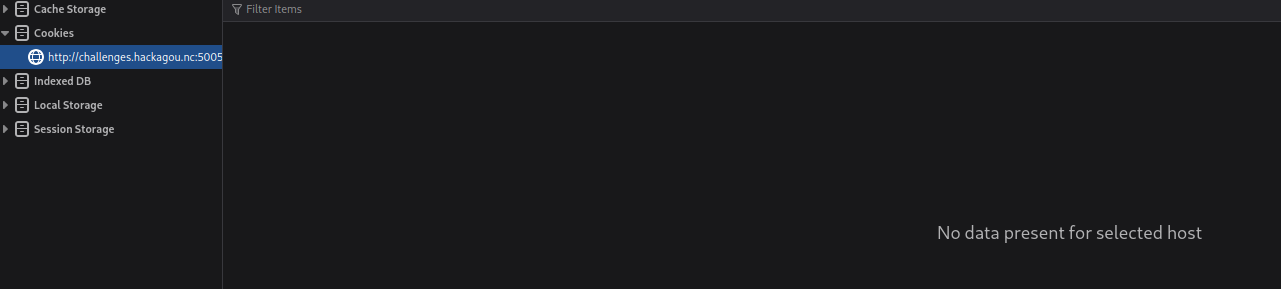 Cache Storage
Filter Items
Cookies
http://challenges.hackagou.nc:5005
Indexed DB
Local Storage
Session Storage
No data present for selected host